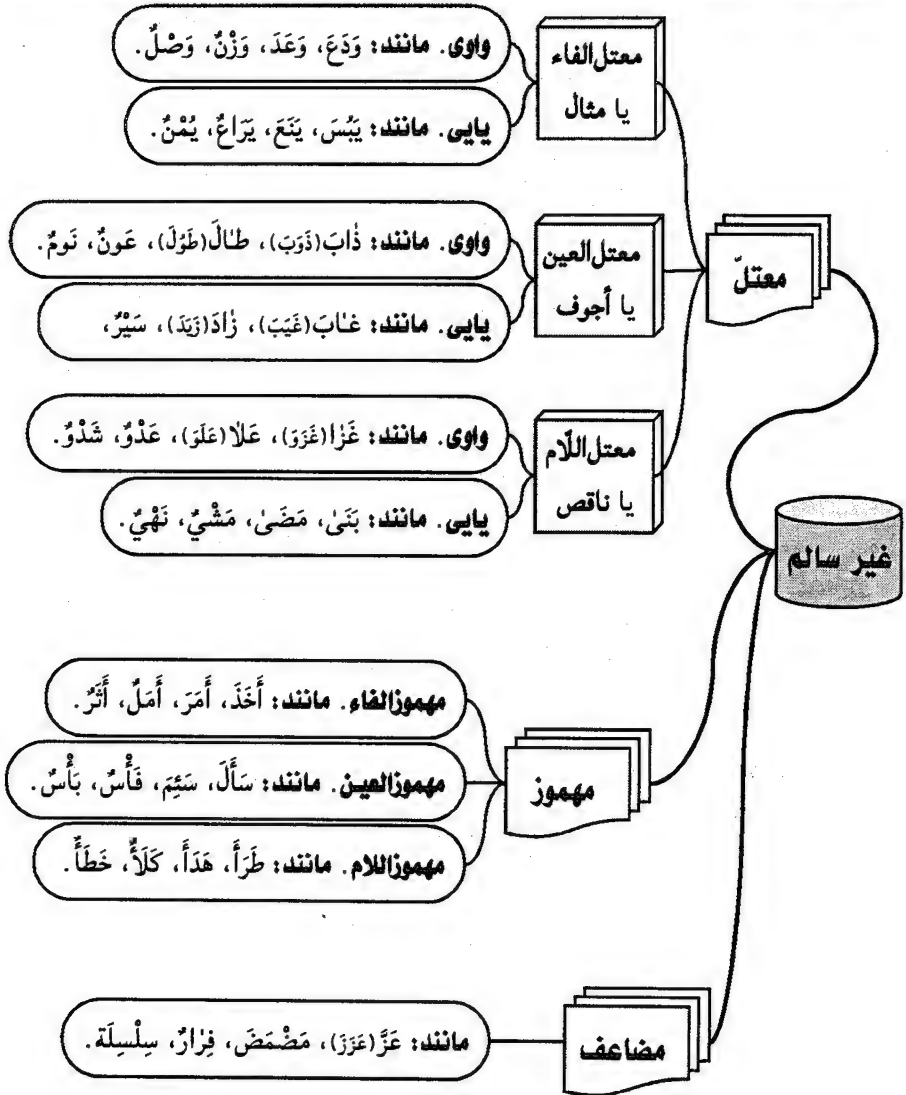 غیر سالم
معتلّ
معتل‌الفاء
یا مثال
واوی. مانند: وَدَعَ، وَعَدَ، وَزْنٌ، وَصْلٌ.
یایی. مانند: يَبُسَ، يَنَعَ، يَرَاعٌ، يُمْنٌ.
معتل‌العین
یا أجوف
واوی. مانند: ذٰابَ(ذَوَبَ)، طـٰالَ(طَوُلَ)، عَونٌ، نَومٌ.
یایی. مانند: غـٰابَ(غَيَبَ)، زٰادَ(زَيَدَ)، سَيْرٌ،
معتل‌اللّام
یا ناقص
واوی. مانند: غَزٰا(غَزَوَ)، عَلٰا(عَلَوَ)، عَدْوٌ، شَدْوٌ.
یایی. مانند: بَنَىٰ، مَضَىٰ، مَشْيٌ، نَهْيٌ.
مهموز
مهموزالفاء. مانند: أَخَذَ، أَمَرَ، أَمَلٌ، أَثَرٌ.
مهموزالعین. مانند: سَأَلَ، سَئِمَ، فَأْسٌ، بَأْسٌ.
مهموزاللام. مانند: طَرَأَ، هَدَأَ، كَلَأٌ، خَطَأٌ.
مضاعف
مانند: عَزَّ(عَزَزَ)، مَضْمَضَ، فِرٰارٌ، سِلْسِلَة.